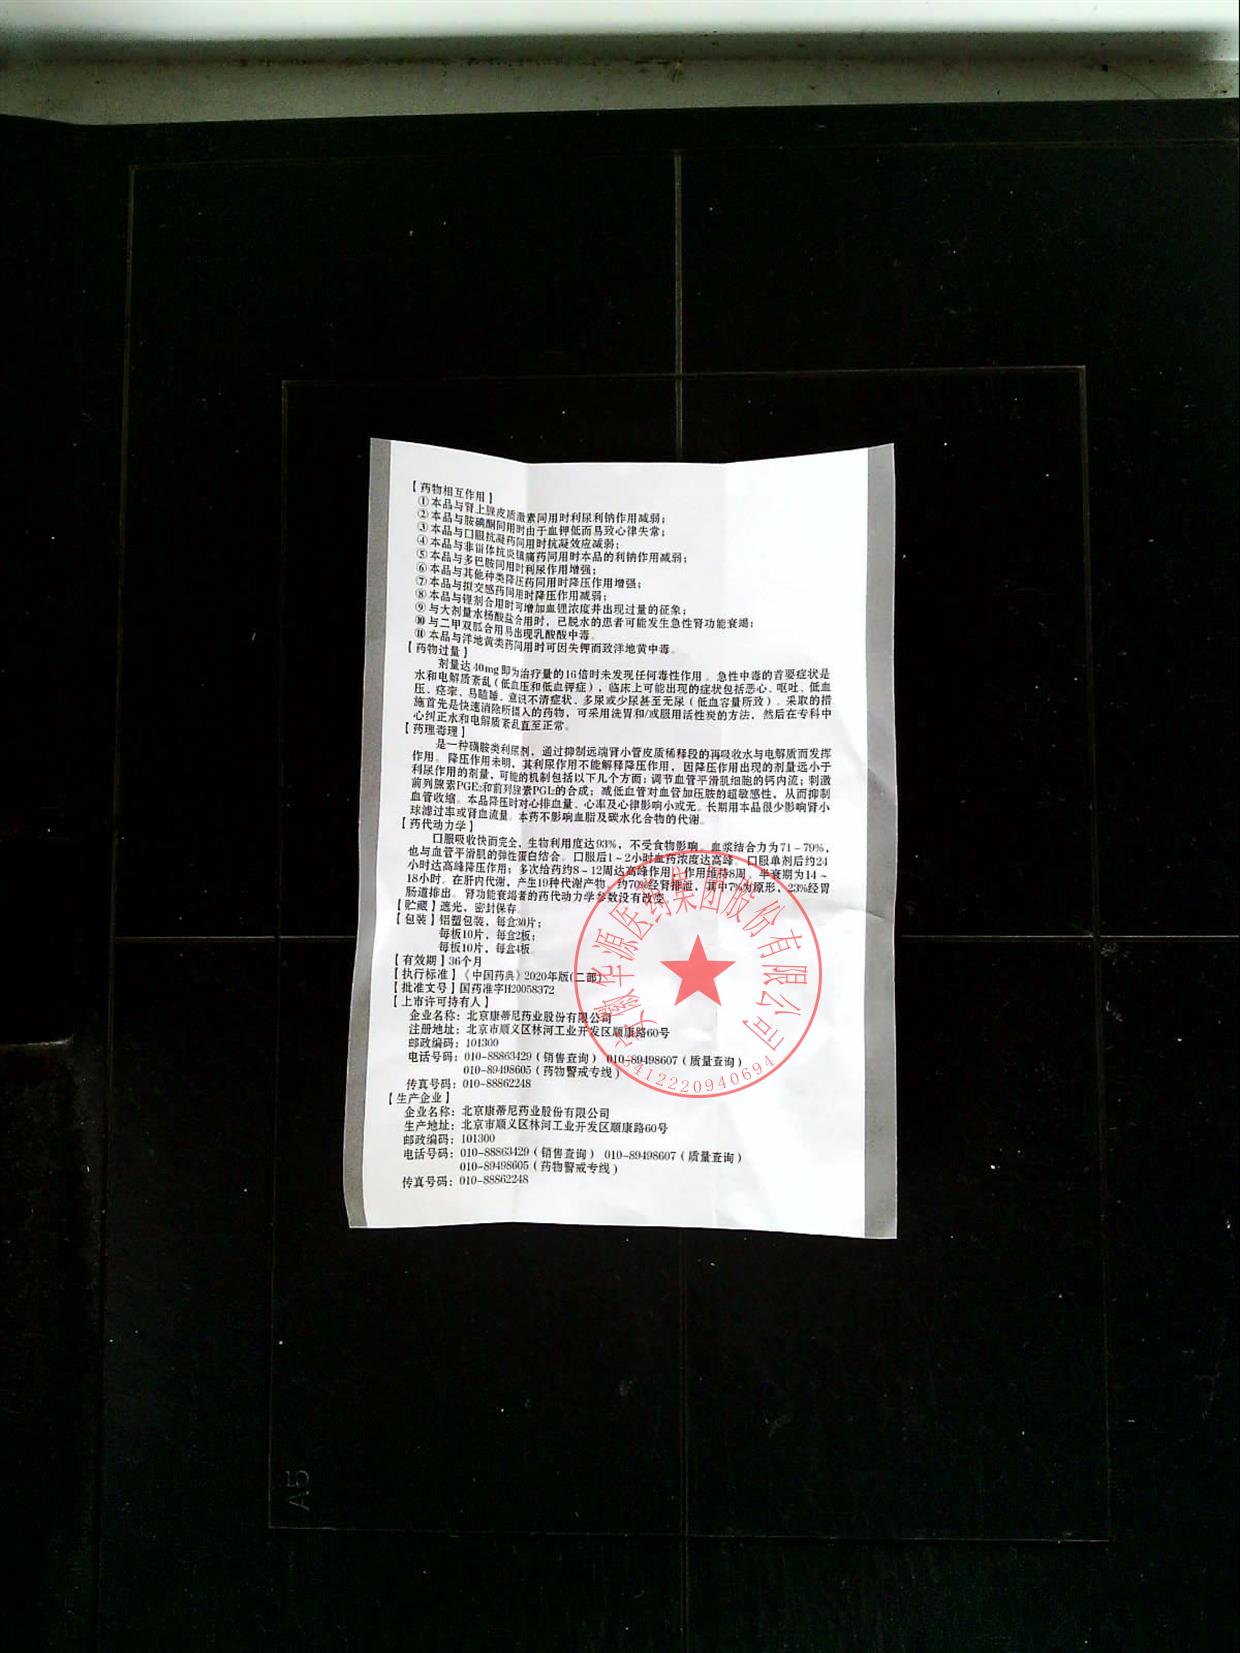 【药物相互作用】
①本品与肾上腺皮质激素同用时利尿利钠作用减弱；
②本品与胺碘酮同用时由于血钾低而易致心律失常；
③本品与口服抗凝药同用时抗凝效应减弱；
④本品与非甾体抗炎镇痛药同用时本品的利钠作用减弱；
⑤本品与多巴胺同用时利尿作用增强；
⑥本品与其他种类降压药同用时降压作用增强；
⑦本品与拟交感药同用时降压作用减弱；
⑧本品与锂剂合用时可增加血锂浓度并出现过量的征象；
⑨与大剂量水杨酸盐合用时，已脱水的患者可能发生急性肾功能衰竭；
⑩与二甲双胍合用易出现乳酸酸中毒。
⑪本品与洋地黄类药同用时可因失钾而致洋地黄中毒。
【药物过量】
剂量达40mg即为治疗量的16倍时未发现任何毒性作用。急性中毒的首要症状是
水和电解质紊乱（低血压和低血钾症），临床上可能出现的症状包括恶心、呕吐、低血
压、痉挛、易瞌睡、意识不清症状、多尿或少尿甚至无尿（低血容量所致）。采取的措
施首先是快速消除所摄入的药物，可采用洗胃和/或服用活性炭的方法，然后在专科中
心纠正水和电解质紊乱直至正常。
【药理毒理】
是一种磺胺类利尿剂，通过抑制远端肾小管皮质稀释段的再吸收水与电解质而发挥
作用。降压作用未明，其利尿作用不能解释降压作用，因降压作用出现的剂量远小于
利尿作用的剂量，可能的机制包括以下几个方面：调节血管平滑肌细胞的钙内流；刺激
前列腺素PGE₂和前列腺素PGI₂的合成；减低血管对血管加压胺的超敏感性，从而抑制
血管收缩。本品降压时对心排血量、心率及心律影响小或无。长期用本品很少影响肾小
球滤过率或肾血流量。本药不影响血脂及碳水化合物的代谢。
【药代动力学】
口服吸收快而完全，生物利用度达93%，不受食物影响。血浆结合力为71~79%，
也与血管平滑肌的弹性蛋白结合。口服后1~2小时血药浓度达高峰。口服单剂后约24
小时达高峰降压作用；多次给药约8~12周达高峰作用，作用维持8周。半衰期为14~
18小时。在肝内代谢，产生19种代谢产物。约70%经肾排泄，其中7%为原形，23%经胃
肠道排出。肾功能衰竭者的药代动力学参数没有改变。
【贮藏】遮光，密封保存。
【包装】铝塑包装，每盒30片；
每板10片，每盒2板；
每板10片，每盒4板。
【有效期】36个月
【执行标准】《中国药典》2020年版(二部)
【批准文号】国药准字H20058372
【上市许可持有人】
企业名称：北京康蒂尼药业股份有限公司
注册地址：北京市顺义区林河工业开发区顺康路60号
邮政编码：101300
电话号码：010-88863429（销售查询） 010-89498607（质量查询）
010-89498605（药物警戒专线）
传真号码：010-88862248
【生产企业】
企业名称：北京康蒂尼药业股份有限公司
生产地址：北京市顺义区林河工业开发区顺康路60号
邮政编码：101300
电话号码：010-88863429（销售查询） 010-89498607（质量查询）
010-89498605（药物警戒专线）
传真号码：010-88862248
安徽华源医药集团股份有限公司
3412220940694
A5